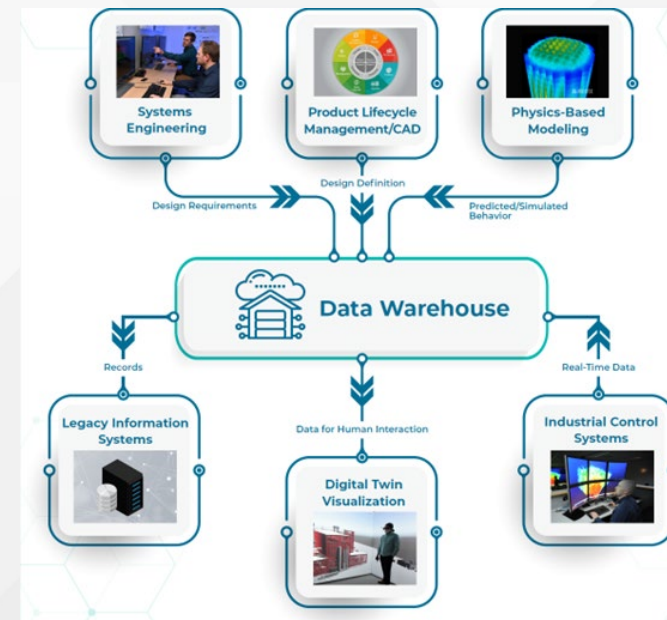 Systems
Engineering
Product Lifecycle
Management/CAD
Physics-Based
Modeling
Design Requirements
Design Definition
Predicted/Simulated
Behavior
Data Warehouse
Records
Real-Time Data
Legacy Information
Systems
Data for Human Interaction
Industrial Control
Systems
Digital Twin
Visualization